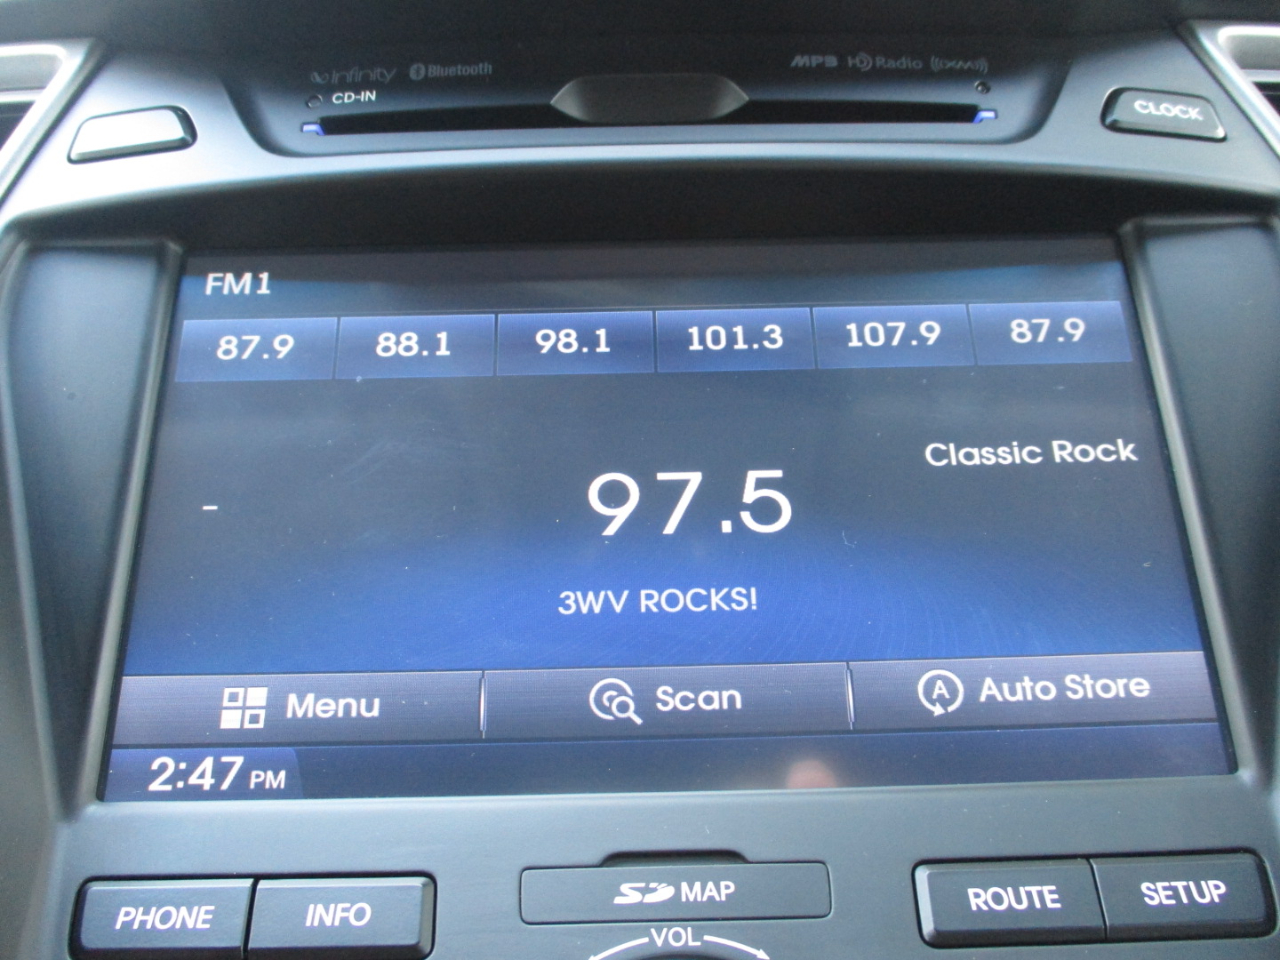 infinity Bluetooth MP3 HD Radio ((XM))
CD-IN CLOCK
FM1
87.9 88.1 98.1 101.3 107.9 87.9
Classic Rock
- 97.5
3WV ROCKS!
Menu Scan Auto Store
2:47 PM
PHONE INFO SD MAP ROUTE SETUP
VOL